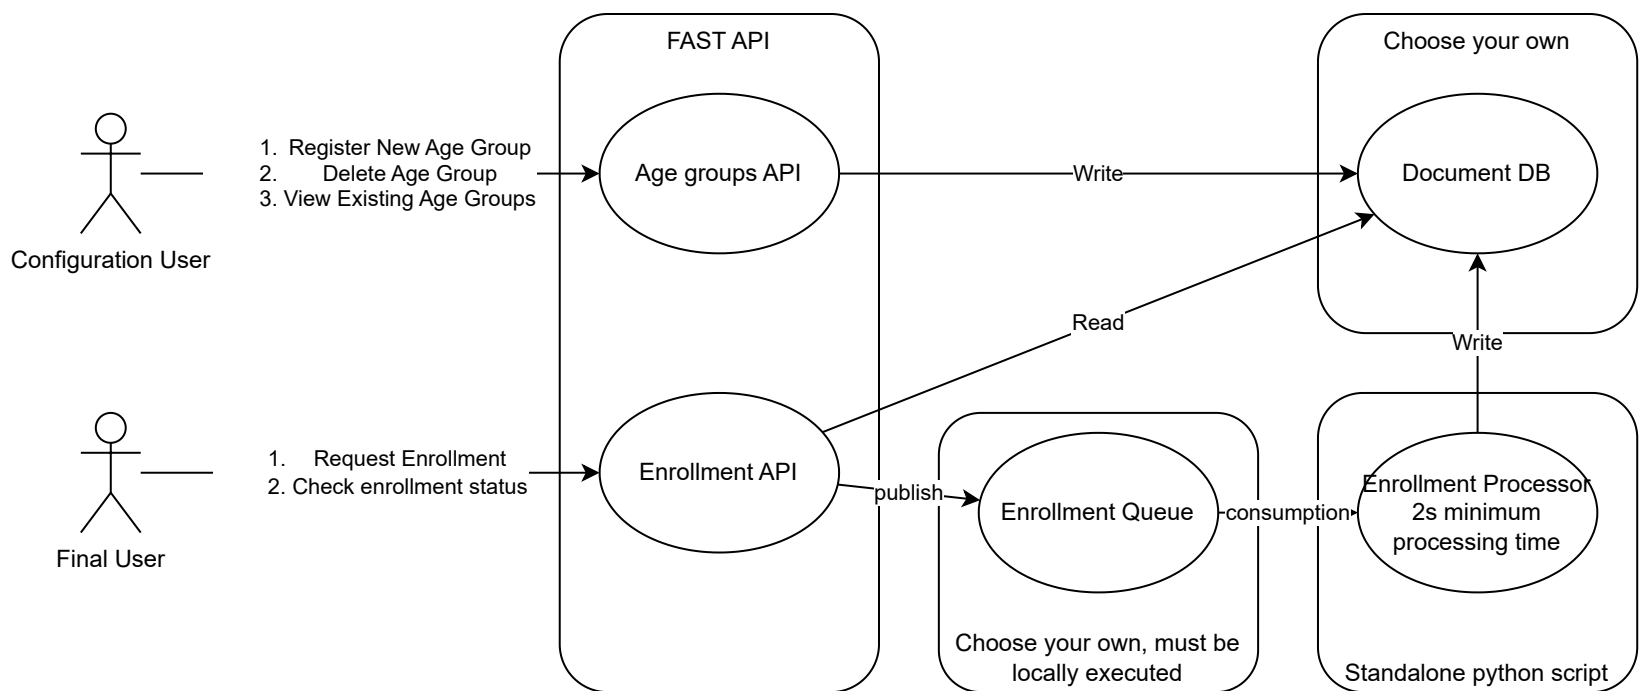 FAST API
Choose your own
1. Register New Age Group
2. Delete Age Group
3. View Existing Age Groups
Age groups API
Write
Document DB
Configuration User
Read
Write
1. Request Enrollment
2. Check enrollment status
Enrollment API
publish
Enrollment Queue
consumption
Enrollment Processor
2s minimum
processing time
Final User
Choose your own, must be
locally executed
Standalone python script